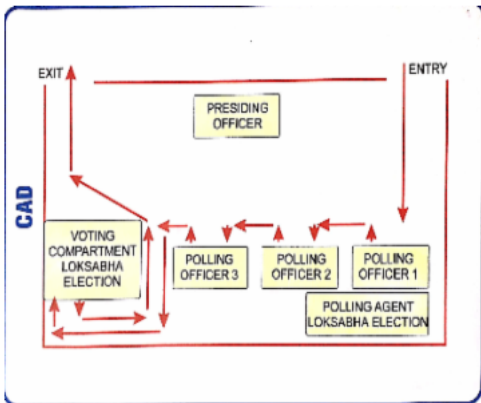 EXIT
ENTRY
PRESIDING
OFFICER
CAD
VOTING
COMPARTMENT
LOKSABHA
ELECTION
POLLING
OFFICER 3
POLLING
OFFICER 2
POLLING
OFFICER 1
POLLING AGENT
LOKSABHA ELECTION